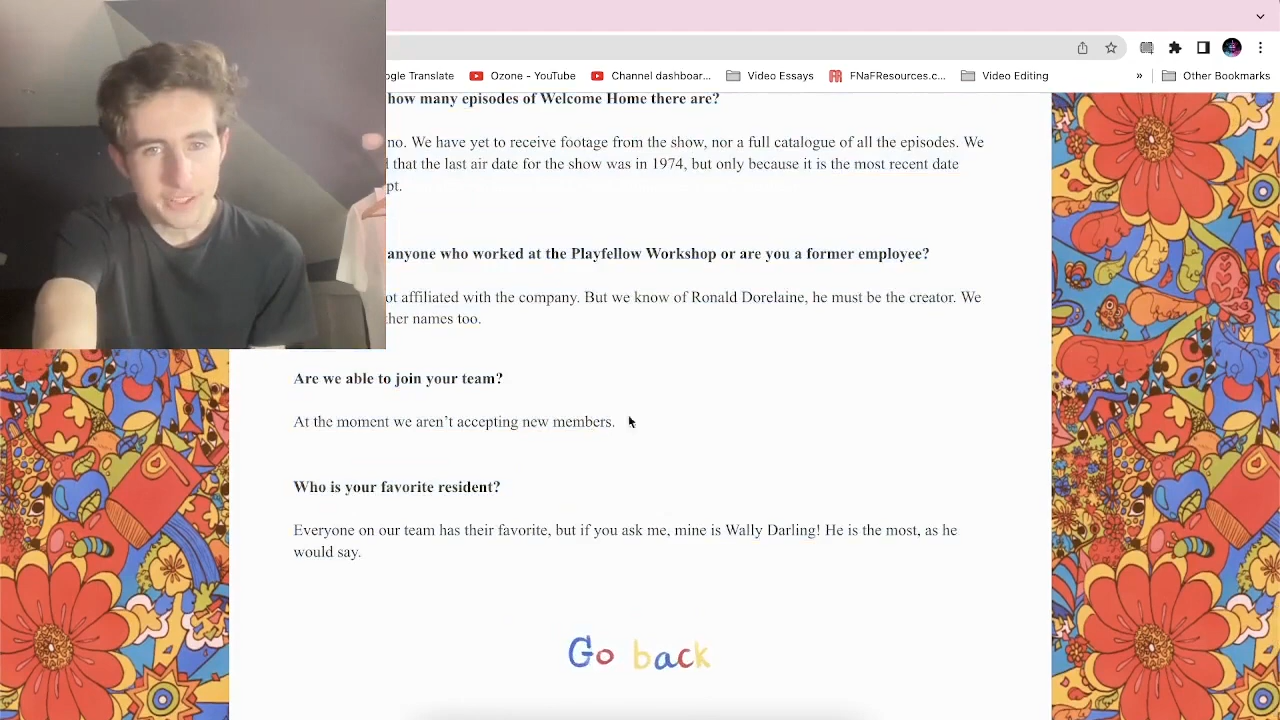 ogle Translate
Ozone - YouTube
Channel dashboar...
Video Essays
FNaFResources.c...
Video Editing
»
Other Bookmarks
how many episodes of Welcome Home there are?
no. We have yet to receive footage from the show, nor a full catalogue of all the episodes. We
d that the last air date for the show was in 1974, but only because it is the most recent date
pt.
anyone who worked at the Playfellow Workshop or are you a former employee?
ot affiliated with the company. But we know of Ronald Dorelaine, he must be the creator. We
ther names too.
Are we able to join your team?
At the moment we aren't accepting new members.
Who is your favorite resident?
Everyone on our team has their favorite, but if you ask me, mine is Wally Darling! He is the most, as he
would say.
Go back